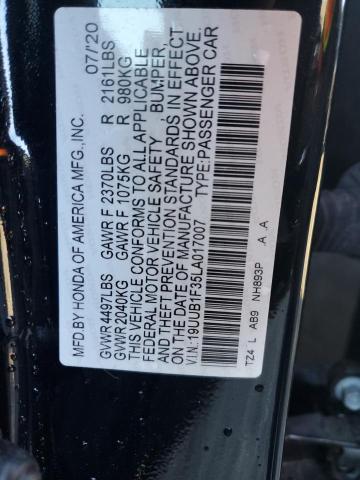 MFD BY HONDA OF AMERICA MFG.,INC. 07/'20
GVWR 4497LBS GAWR F 2370LBS R 2161LBS
GVWR 2040KG GAWR F 1075KG R 980KG
THIS VEHICLE CONFORMS TO ALL APPLICABLE
FEDERAL MOTOR VEHICLE SAFETY, BUMPER,
AND THEFT PREVENTION STANDARDS IN EFFECT
ON THE DATE OF MANUFACTURE SHOWN ABOVE.
V.I.N.:19UUB1F35LA017007 TYPE:PASSENGER CAR
TZ4 L AB9 NH893P A A